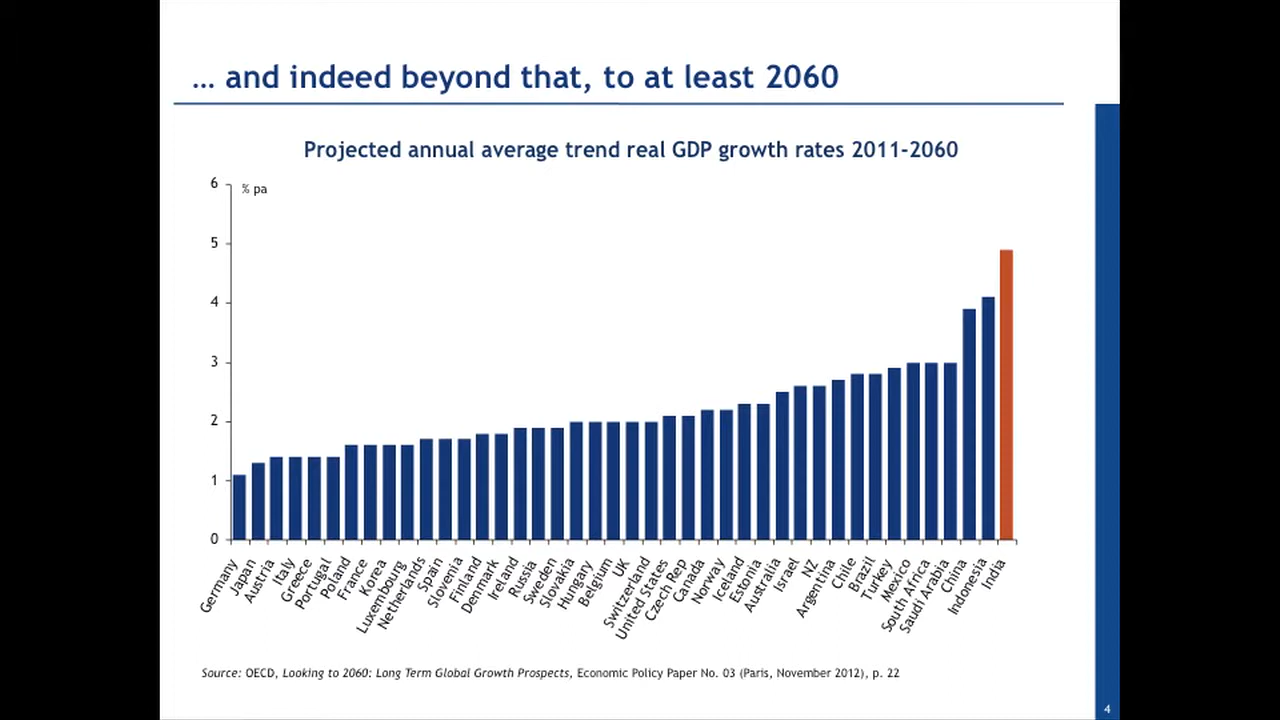 … and indeed beyond that, to at least 2060
Projected annual average trend real GDP growth rates 2011-2060
% pa
6
5
4
3
2
1
0
Germany
Japan
Austria
Italy
Greece
Portugal
Poland
France
Korea
Luxembourg
Netherlands
Spain
Slovenia
Finland
Denmark
Ireland
Russia
Sweden
Slovakia
Hungary
Belgium
UK
Switzerland
United States
Czech Rep
Canada
Norway
Iceland
Estonia
Australia
Israel
NZ
Argentina
Chile
Brazil
Turkey
Mexico
South Africa
Saudi Arabia
China
Indonesia
India
Source: OECD, Looking to 2060: Long Term Global Growth Prospects, Economic Policy Paper No. 03 (Paris, November 2012), p. 22
4